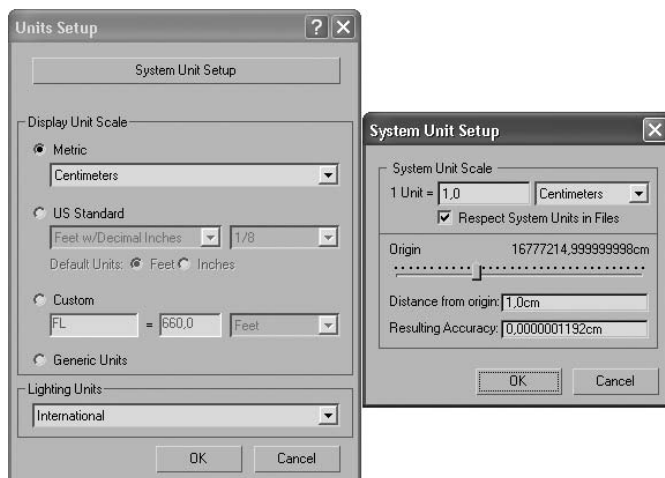 Units Setup
System Unit Setup
Display Unit Scale
Metric
Centimeters
US Standard
Feet w/Decimal Inches 1/8
Default Units: Feet Inches
Custom
FL = 660,0 Feet
Generic Units
Lighting Units
International
OK Cancel
System Unit Setup
System Unit Scale
1 Unit = 1,0 Centimeters
Respect System Units in Files
Origin 16777214,999999998cm
Distance from origin: 1,0cm
Resulting Accuracy: 0,0000001192cm
OK Cancel